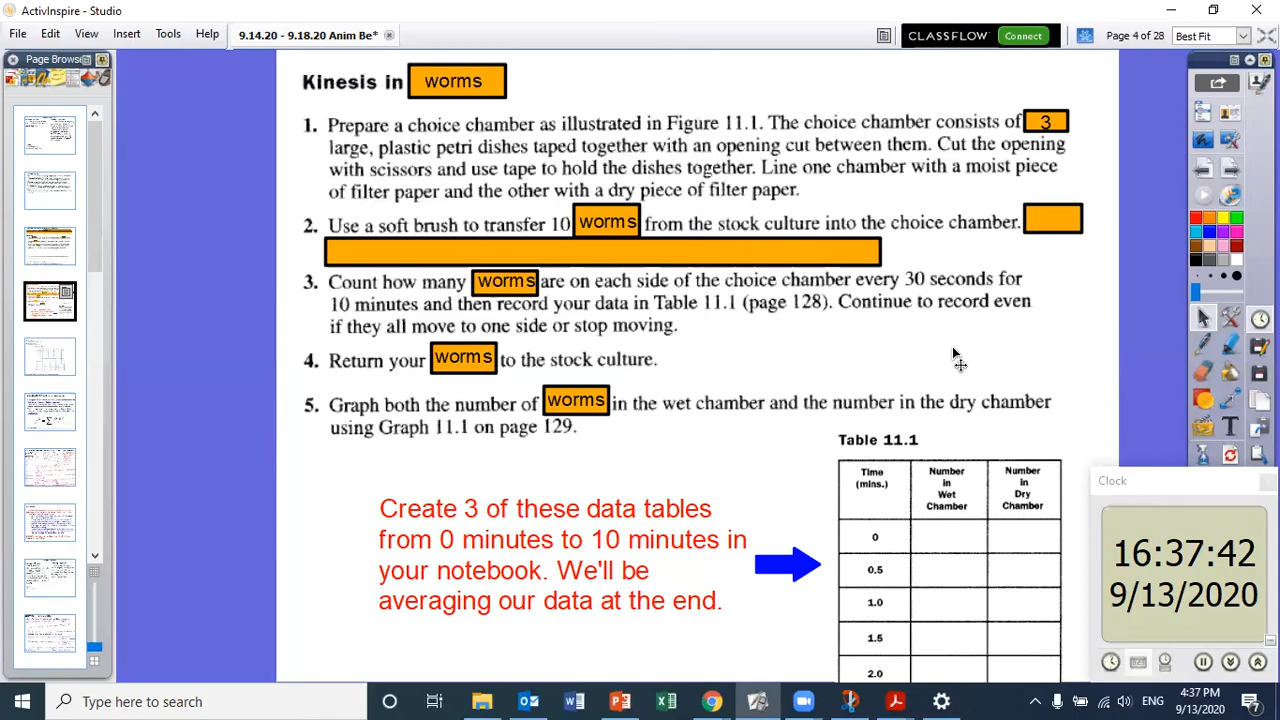 ActivInspire - Studio
File Edit View Insert Tools Help 9.14.20 - 9.18.20 Anim Be* CLASSFLOW Connect Page 4 of 28 Best Fit
Page Browse
Kinesis in worms
1. Prepare a choice chamber as illustrated in Figure 11.1. The choice chamber consists of 3
large, plastic petri dishes taped together with an opening cut between them. Cut the opening
with scissors and use tape to hold the dishes together. Line one chamber with a moist piece
of filter paper and the other with a dry piece of filter paper.
2. Use a soft brush to transfer 10 worms from the stock culture into the choice chamber.
3. Count how many worms are on each side of the choice chamber every 30 seconds for
10 minutes and then record your data in Table 11.1 (page 128). Continue to record even
if they all move to one side or stop moving.
4. Return your worms to the stock culture.
5. Graph both the number of worms in the wet chamber and the number in the dry chamber
using Graph 11.1 on page 129.
Table 11.1
Time
(mins.)
Number
in
Wet
Chamber
Number
in
Dry
Chamber
0
0.5
1.0
1.5
2.0
Create 3 of these data tables
from 0 minutes to 10 minutes in
your notebook. We'll be
averaging our data at the end.
Clock
16:37:42
9/13/2020
Type here to search
ENG
4:37 PM
9/13/2020
7